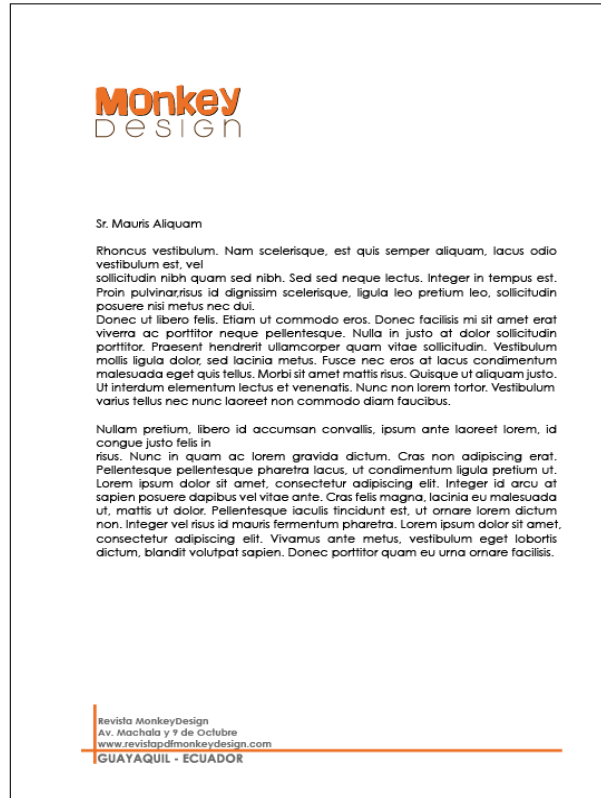 Monkey
Design
Sr. Mauris Aliquam
Rhoncus vestibulum. Nam scelerisque, est quis semper aliquam, lacus odio
vestibulum est, vel
sollicitudin nibh quam sed nibh. Sed sed neque lectus. Integer in tempus est.
Proin pulvinar,risus id dignissim scelerisque, ligula leo pretium leo, sollicitudin
posuere nisi metus nec dui.
Donec ut libero felis. Etiam ut commodo eros. Donec facilisis mi sit amet erat
viverra ac porttitor neque pellentesque. Nulla in justo at dolor sollicitudin
porttitor. Praesent hendrerit ullamcorper quam vitae sollicitudin. Vestibulum
mollis ligula dolor, sed lacinia metus. Fusce nec eros at lacus condimentum
malesuada eget quis tellus. Morbi sit amet mattis risus. Quisque ut aliquam justo.
Ut interdum elementum lectus et venenatis. Nunc non lorem tortor. Vestibulum
varius tellus nec nunc laoreet non commodo diam faucibus.
Nullam pretium, libero id accumsan convallis, ipsum ante laoreet lorem, id
congue justo felis in
risus. Nunc in quam ac lorem gravida dictum. Cras non adipiscing erat.
Pellentesque pellentesque pharetra lacus, ut condimentum ligula pretium ut.
Lorem ipsum dolor sit amet, consectetur adipiscing elit. Integer id arcu at
sapien posuere dapibus vel vitae ante. Cras felis magna, lacinia eu malesuada
ut, mattis ut dolor. Pellentesque iaculis tincidunt est, ut ornare lorem dictum
non. Integer vel risus id mauris fermentum pharetra. Lorem ipsum dolor sit amet,
consectetur adipiscing elit. Vivamus ante metus, vestibulum eget lobortis
dictum, blandit volutpat sapien. Donec porttitor quam eu urna ornare facilisis.
Revista MonkeyDesign
Av. Machala y 9 de Octubre
www.revistapdfmonkeydesign.com
GUAYAQUIL - ECUADOR